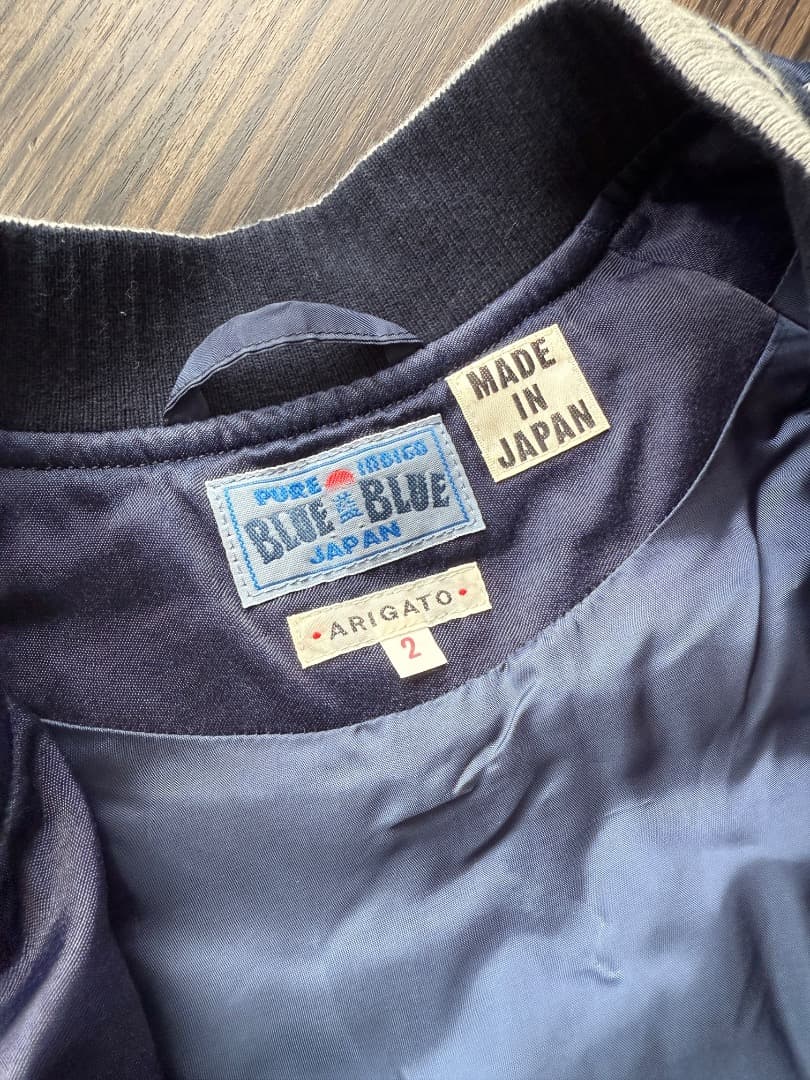 MADE
IN
JAPAN
PURE INDIGO
BLUE BLUE
JAPAN
•ARIGATO•
2